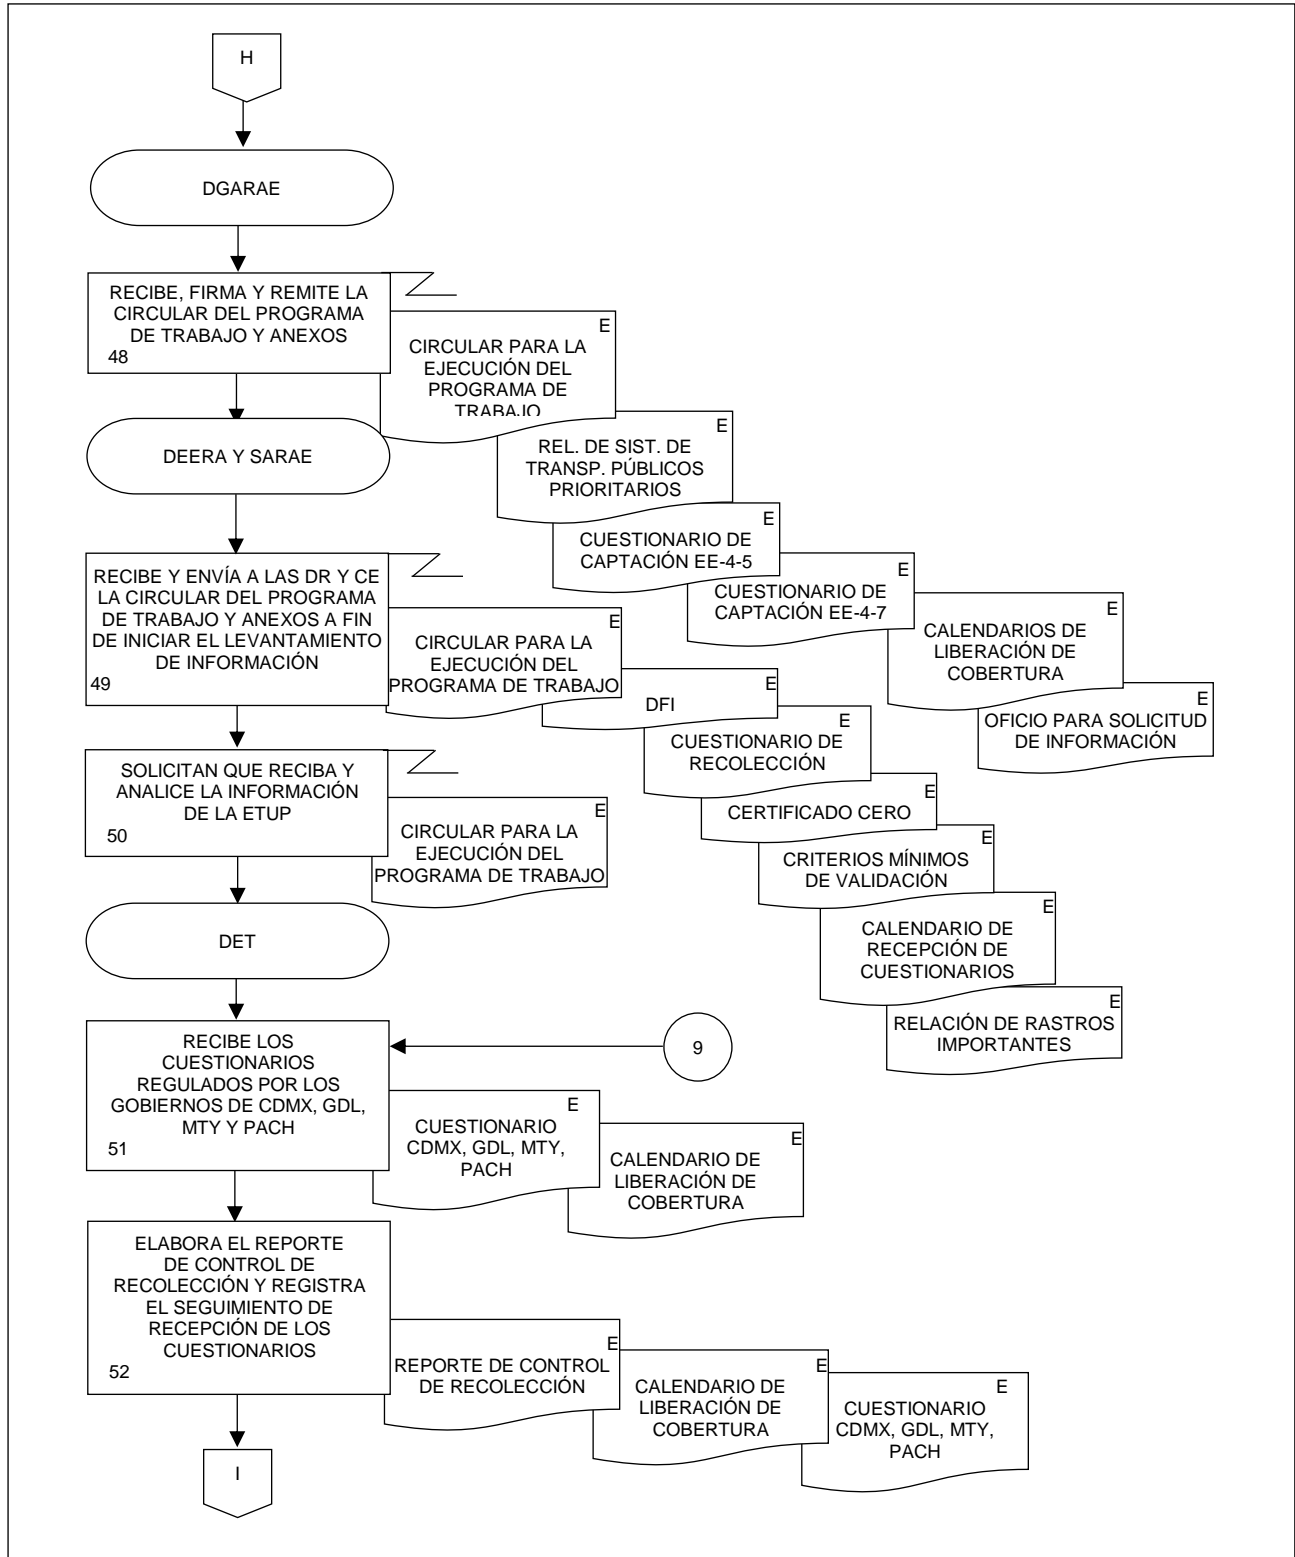 H
DGARAE
RECIBE, FIRMA Y REMITE LA
CIRCULAR DEL PROGRAMA
DE TRABAJO Y ANEXOS
48
E
CIRCULAR PARA LA
EJECUCIÓN DEL
PROGRAMA DE
TRABAJO
E
REL. DE SIST. DE
TRANSP. PÚBLICOS
PRIORITARIOS
E
CUESTIONARIO DE
CAPTACIÓN EE-4-5
E
CUESTIONARIO DE
CAPTACIÓN EE-4-7
E
CALENDARIOS DE
LIBERACIÓN DE
COBERTURA
E
OFICIO PARA SOLICITUD
DE INFORMACIÓN
DEERA Y SARAE
RECIBE Y ENVÍA A LAS DR Y CE
LA CIRCULAR DEL PROGRAMA
DE TRABAJO Y ANEXOS A FIN
DE INICIAR EL LEVANTAMIENTO
DE INFORMACIÓN
49
E
CIRCULAR PARA LA
EJECUCIÓN DEL
PROGRAMA DE TRABAJO
E
DFI
E
CUESTIONARIO DE
RECOLECCIÓN
E
CERTIFICADO CERO
E
CRITERIOS MÍNIMOS
DE VALIDACIÓN
E
CALENDARIO DE
RECEPCIÓN DE
CUESTIONARIOS
E
RELACIÓN DE RASTROS
IMPORTANTES
SOLICITAN QUE RECIBA Y
ANALICE LA INFORMACIÓN
DE LA ETUP
50
E
CIRCULAR PARA LA
EJECUCIÓN DEL
PROGRAMA DE TRABAJO
DET
RECIBE LOS
CUESTIONARIOS
REGULADOS POR LOS
GOBIERNOS DE CDMX, GDL,
MTY Y PACH
51
9
E
CUESTIONARIO
CDMX, GDL, MTY,
PACH
E
CALENDARIO DE
LIBERACIÓN DE
COBERTURA
ELABORA EL REPORTE
DE CONTROL DE
RECOLECCIÓN Y REGISTRA
EL SEGUIMIENTO DE
RECEPCIÓN DE LOS
CUESTIONARIOS
52
E
REPORTE DE CONTROL
DE RECOLECCIÓN
E
CALENDARIO DE
LIBERACIÓN DE
COBERTURA
E
CUESTIONARIO
CDMX, GDL, MTY,
PACH
I